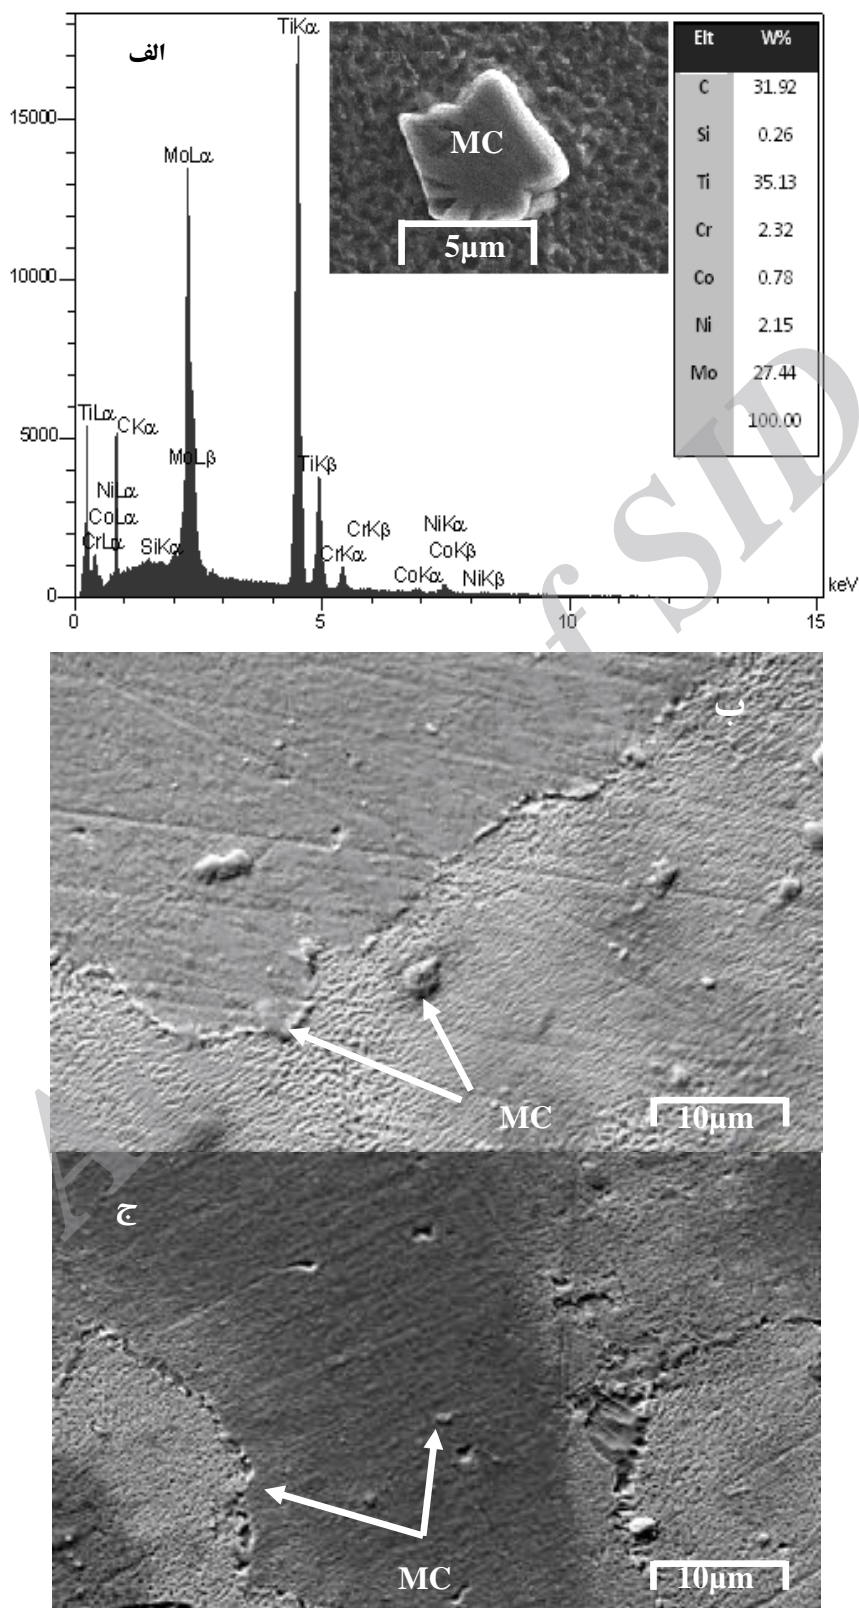 الف
TiKα
Elt W%
C 31.92
Si 0.26
Ti 35.13
Cr 2.32
Co 0.78
Ni 2.15
Mo 27.44
100.00
MC
5μm
15000
MoLα
10000
TiLα
CKα
5000
MoLβ
TiKβ
NiLα
CoLα
CrLα
SiKα
CrKβ
CrKα
NiKα
CoKβ
CoKα
NiKβ
0
keV
0 5 10 15
ب
MC
10μm
ج
MC
10μm
A
f SID